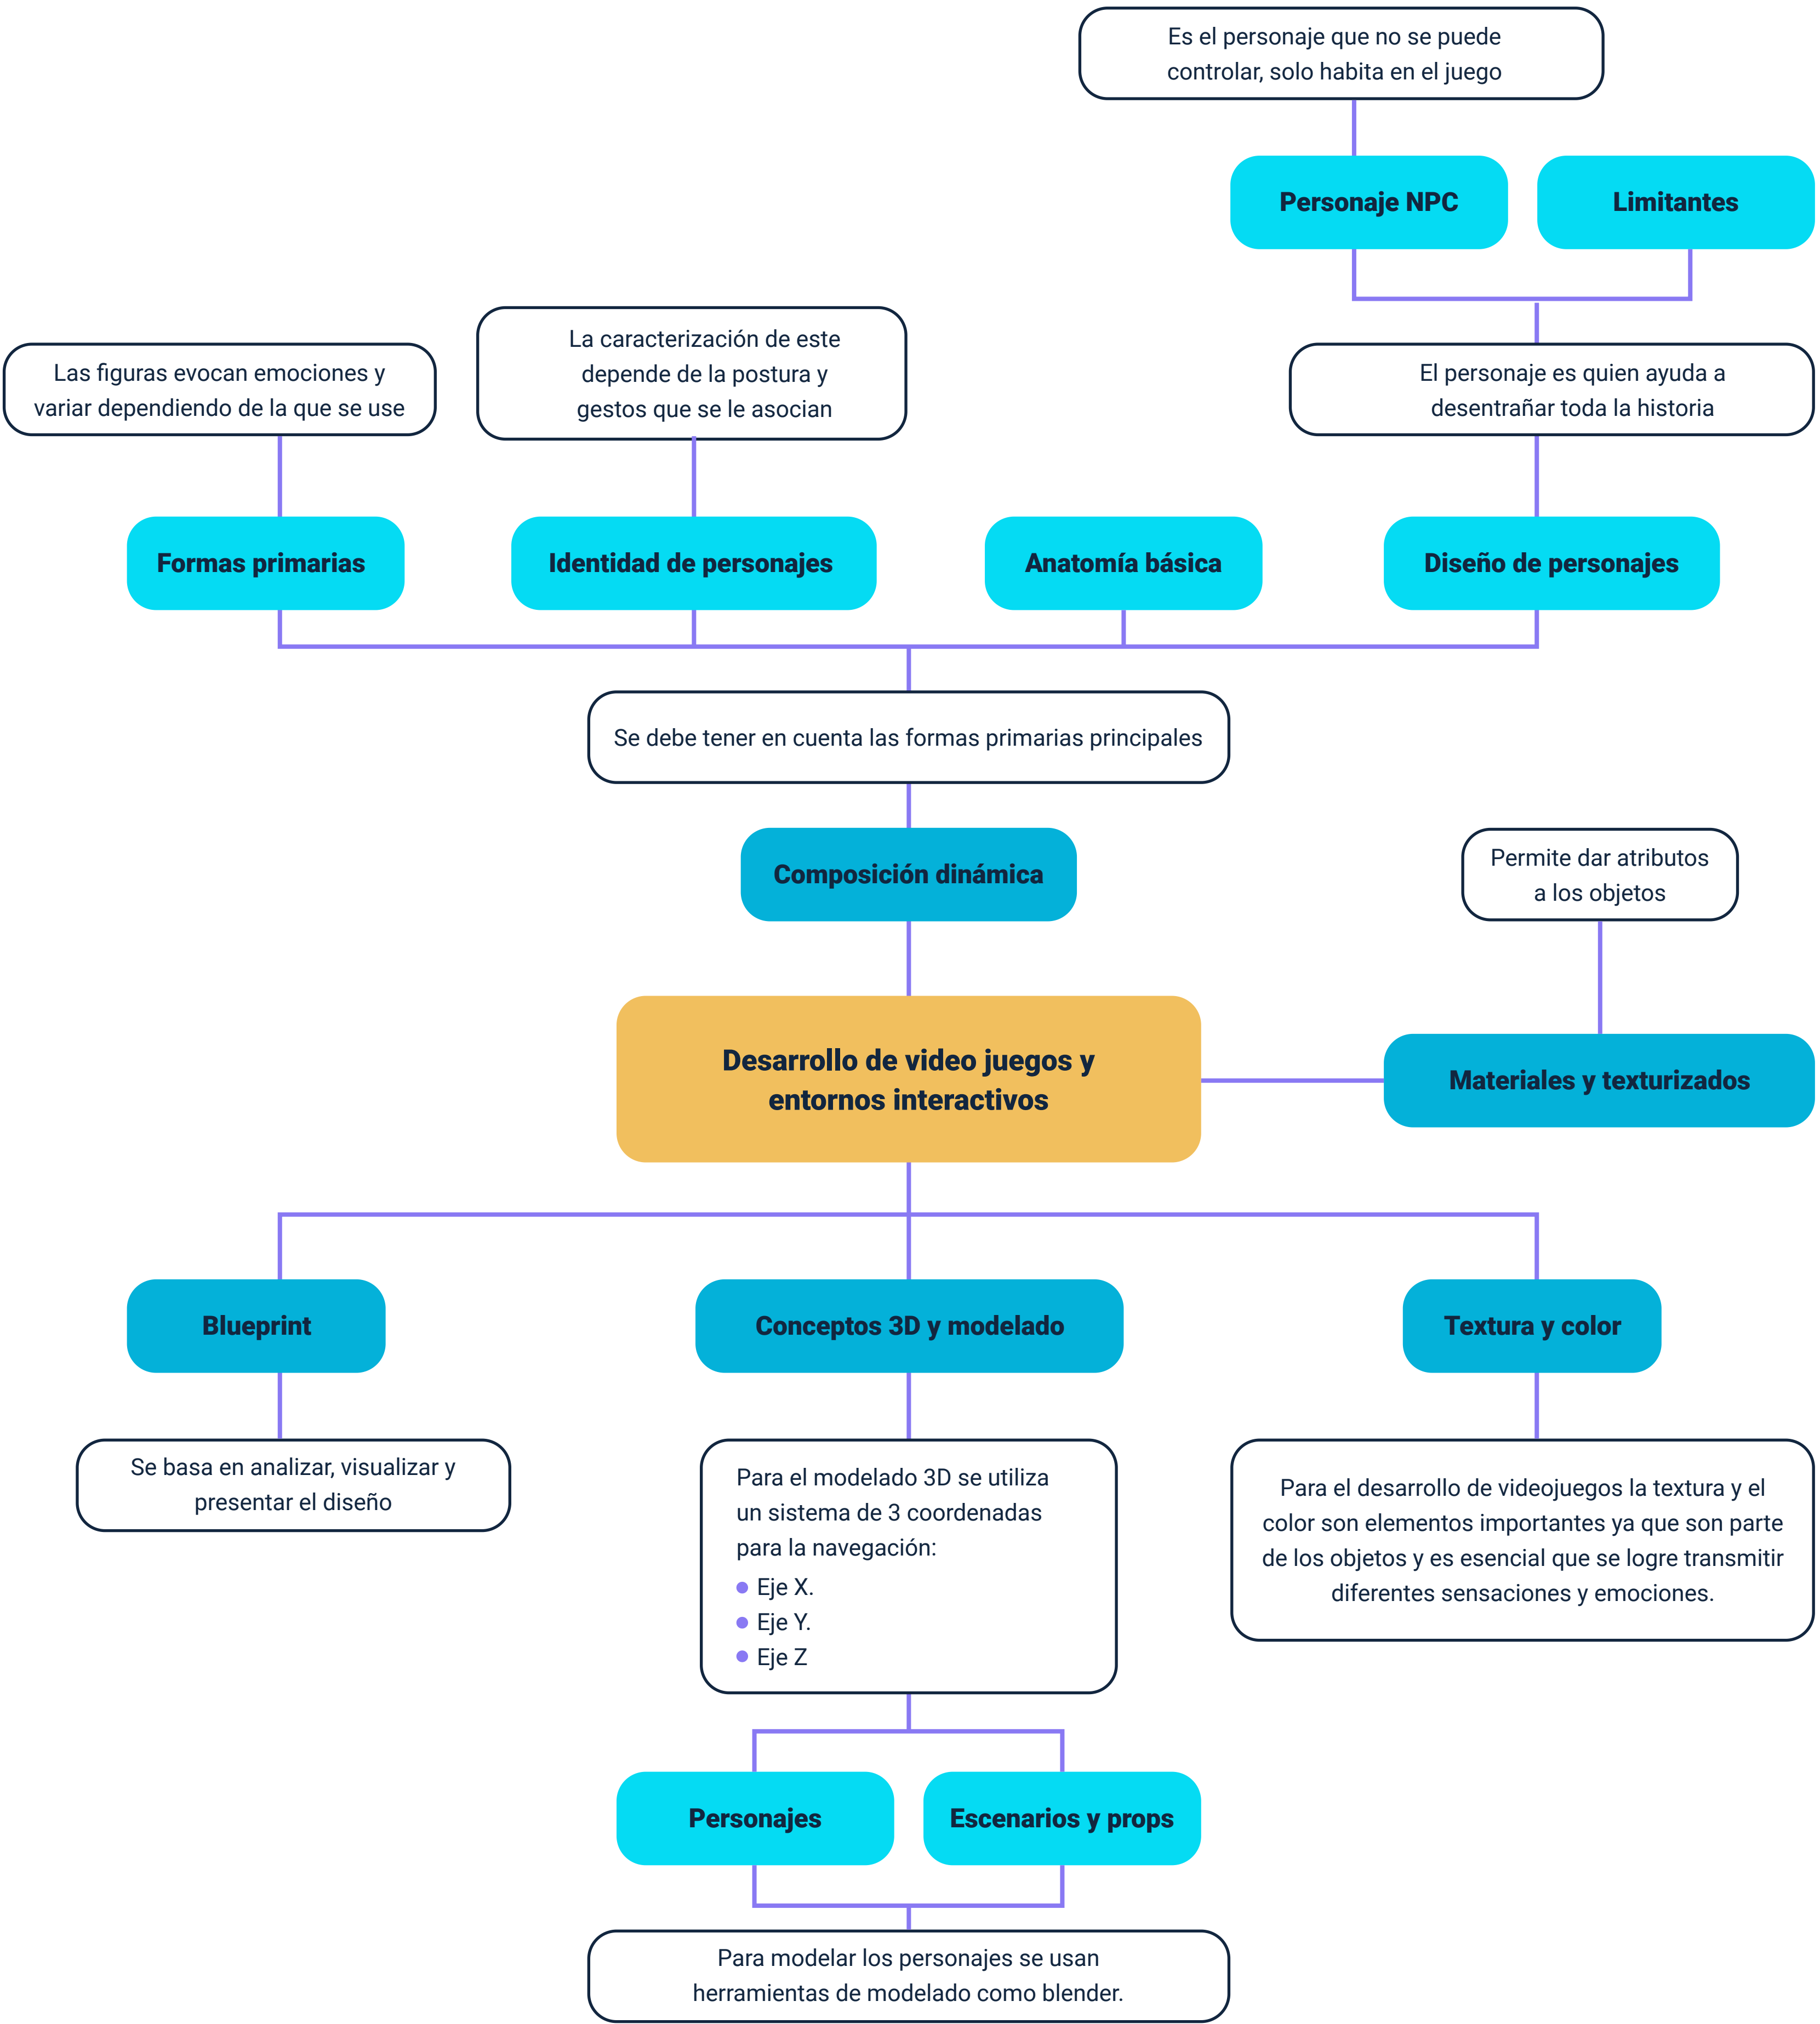 Es el personaje que no se puede
controlar, solo habita en el juego
Personaje NPC
Limitantes
Las figuras evocan emociones y
variar dependiendo de la que se use
La caracterización de este
depende de la postura y
gestos que se le asocian
El personaje es quien ayuda a
desentrañar toda la historia
Formas primarias
Identidad de personajes
Anatomía básica
Diseño de personajes
Se debe tener en cuenta las formas primarias principales
Composición dinámica
Permite dar atributos
a los objetos
Desarrollo de video juegos y
entornos interactivos
Materiales y texturizados
Blueprint
Conceptos 3D y modelado
Textura y color
Se basa en analizar, visualizar y
presentar el diseño
Para el modelado 3D se utiliza
un sistema de 3 coordenadas
para la navegación:
Eje X.
Eje Y.
Eje Z
Para el desarrollo de videojuegos la textura y el
color son elementos importantes ya que son parte
de los objetos y es esencial que se logre transmitir
diferentes sensaciones y emociones.
Personajes
Escenarios y props
Para modelar los personajes se usan
herramientas de modelado como blender.